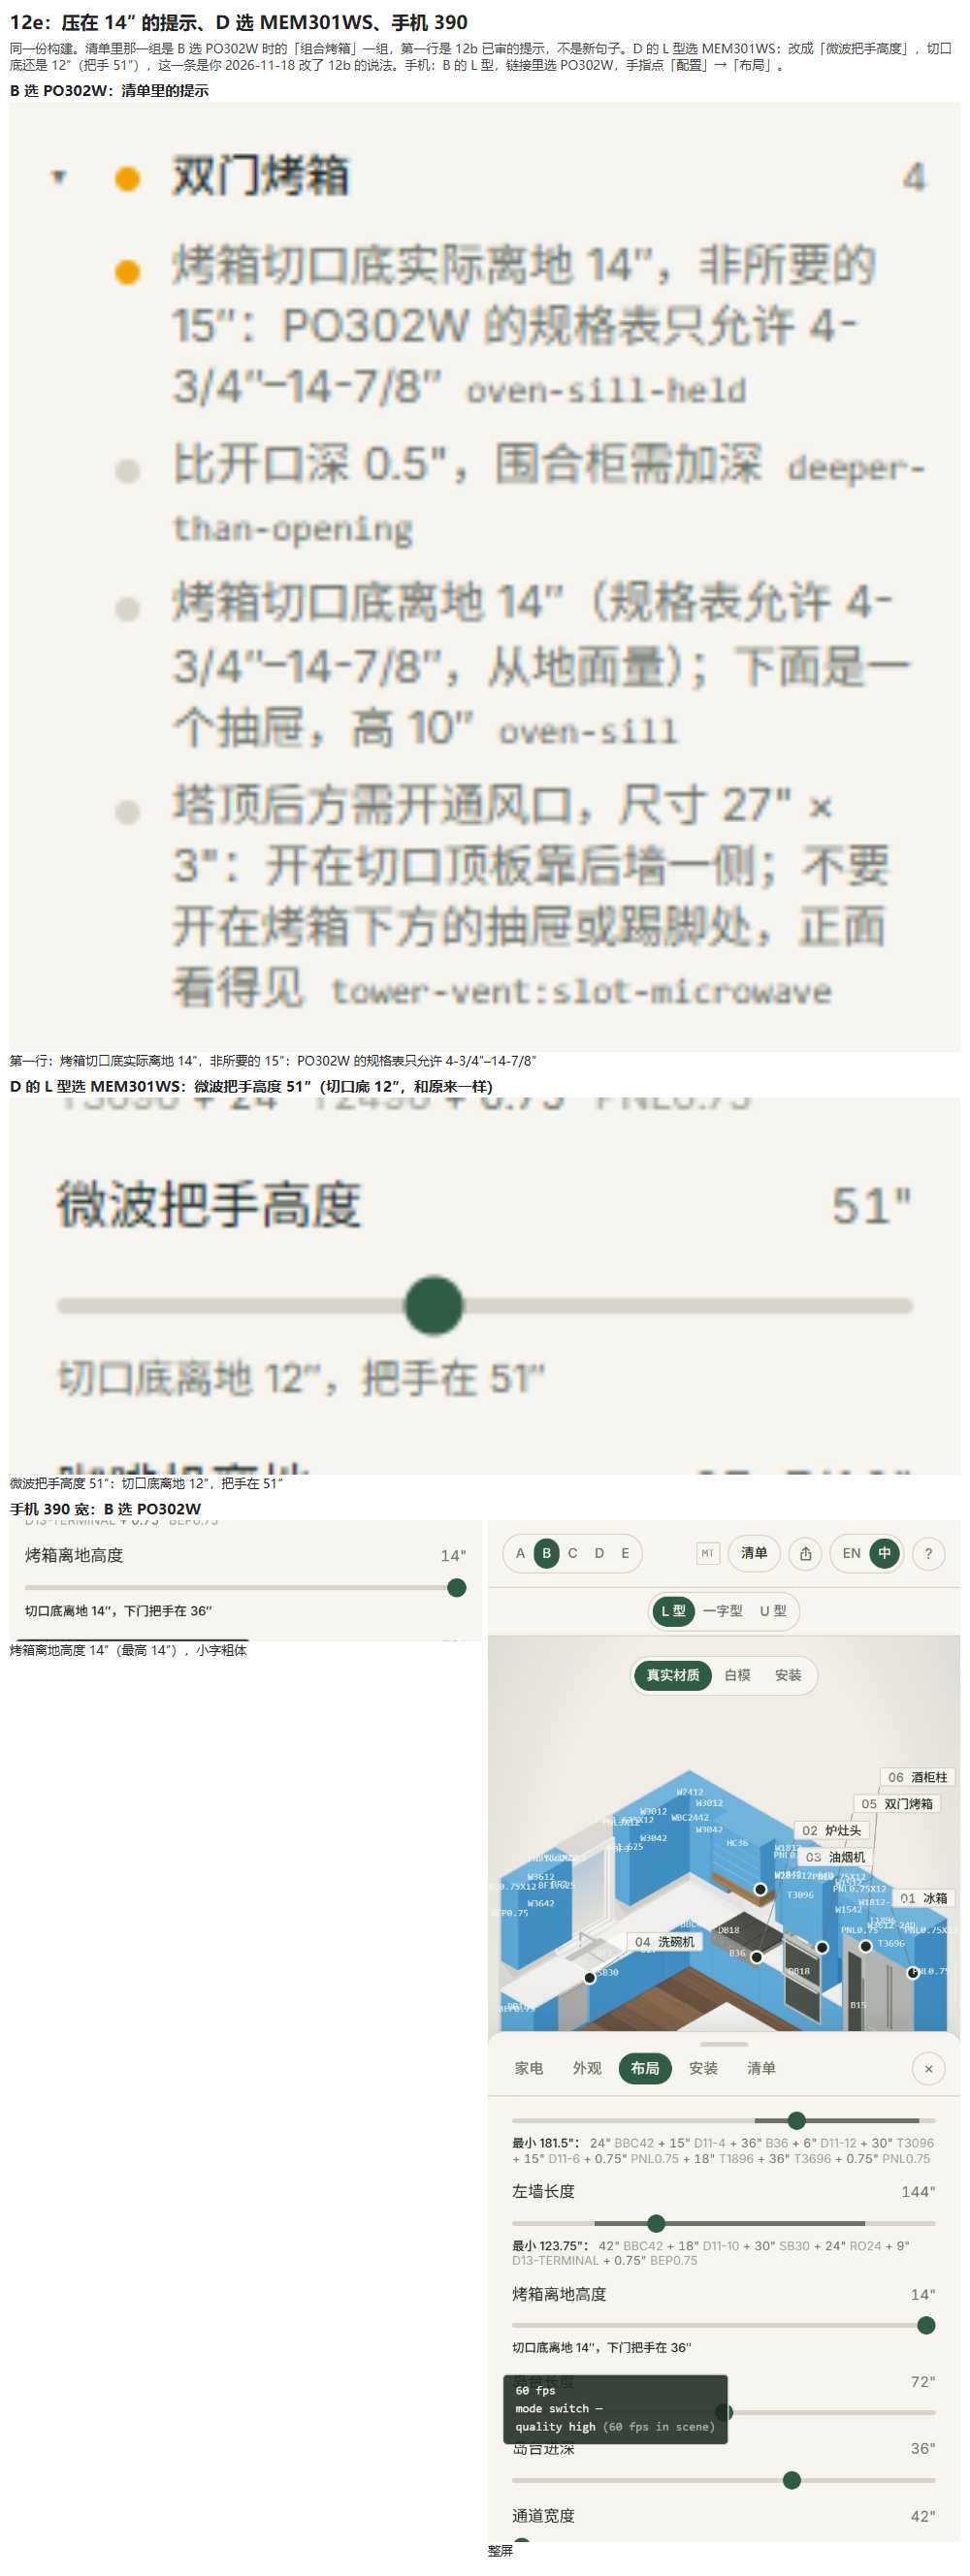 12e：压在 14″ 的提示、D 选 MEM301WS、手机 390
同一份构建。清单里那一组是 B 选 PO302W 时的「组合烤箱」一组，第一行是 12b 已审的提示，不是新句子。D 的 L 型选 MEM301WS：改成「微波把手高度」，切口
底还是 12″（把手 51″），这一条是你 2026-11-18 改了 12b 的说法。手机：B 的 L 型，链接里选 PO302W，手指点「配置」→「布局」。
B 选 PO302W：清单里的提示
双门烤箱 4
烤箱切口底实际离地 14″，非所要的
15″：PO302W 的规格表只允许 4-
3/4″–14-7/8″ oven-sill-held
比开口深 0.5"，围合柜需加深 deeper-
than-opening
烤箱切口底离地 14″（规格表允许 4-
3/4″–14-7/8″，从地面量）；下面是一
个抽屉，高 10″ oven-sill
塔顶后方需开通风口，尺寸 27" ×
3"：开在切口顶板靠后墙一侧；不要
开在烤箱下方的抽屉或踢脚处，正面
看得见 tower-vent:slot-microwave
第一行：烤箱切口底实际离地 14″，非所要的 15″：PO302W 的规格表只允许 4-3/4″–14-7/8″
D 的 L 型选 MEM301WS：微波把手高度 51″（切口底 12″，和原来一样）
微波把手高度 51"
切口底离地 12″，把手在 51″
微波把手高度 51″：切口底离地 12″，把手在 51″
手机 390 宽：B 选 PO302W
D13-TERMINAL + 0.75" BEP0.75
烤箱离地高度 14"
切口底离地 14″，下门把手在 36″
烤箱离地高度 14″（最高 14″），小字粗体
A B C D E MT 清单 EN 中 ?
L 型 一字型 U 型
真实材质 白模 安装
06 酒柜柱
05 双门烤箱
02 炉灶头
03 油烟机
01 冰箱
04 洗碗机
W2412
W3012
W3012
WBC2442
W3042
W3042
HC36
W3612
W3642
T3096
W1542
T3696
DB18
B36
SB30
DB18
B15
家电 外观 布局 安装 清单 ×
最小 181.5"： 24" BBC42 + 15" D11-4 + 36" B36 + 6" D11-12 + 30" T3096
+ 15" D11-6 + 0.75" PNL0.75 + 18" T1896 + 36" T3696 + 0.75" PNL0.75
左墙长度 144"
最小 123.75"： 42" BBC42 + 18" D11-10 + 30" SB30 + 24" RO24 + 9"
D13-TERMINAL + 0.75" BEP0.75
烤箱离地高度 14"
切口底离地 14″，下门把手在 36″
72"
60 fps
mode switch —
quality high (60 fps in scene)
岛台进深 36"
通道宽度 42"
整屏